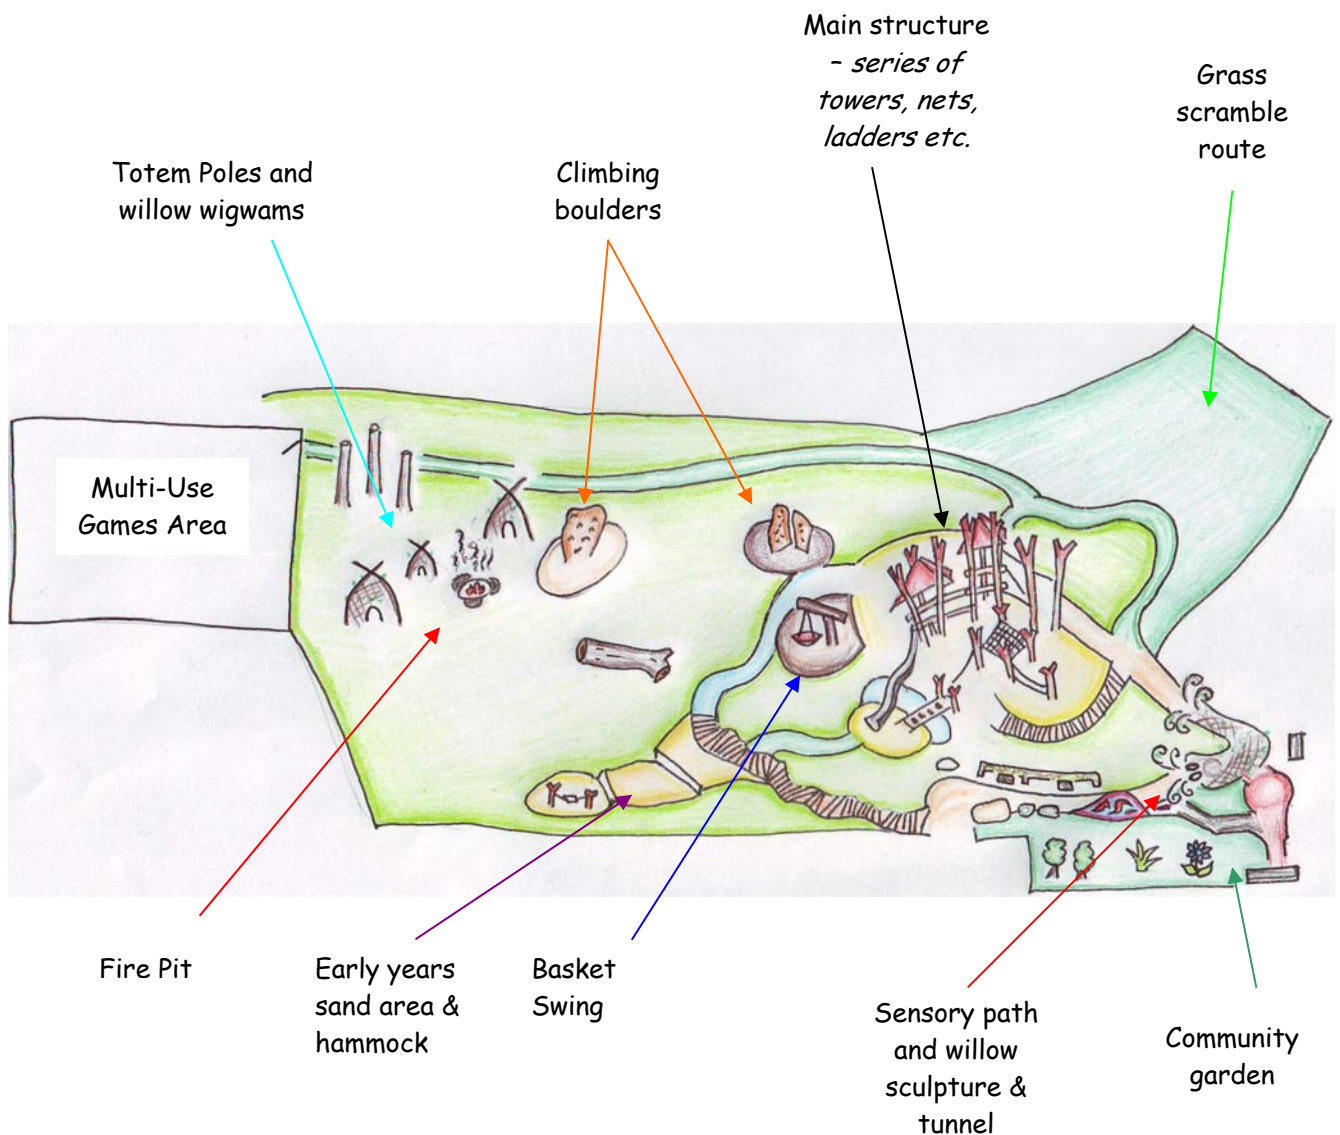 Main structure
– series of
towers, nets,
ladders etc.
Grass
scramble
route
Totem Poles and
willow wigwams
Climbing
boulders
Multi-Use
Games Area
Fire Pit
Early years
sand area &
hammock
Basket
Swing
Sensory path
and willow
sculpture &
tunnel
Community
garden